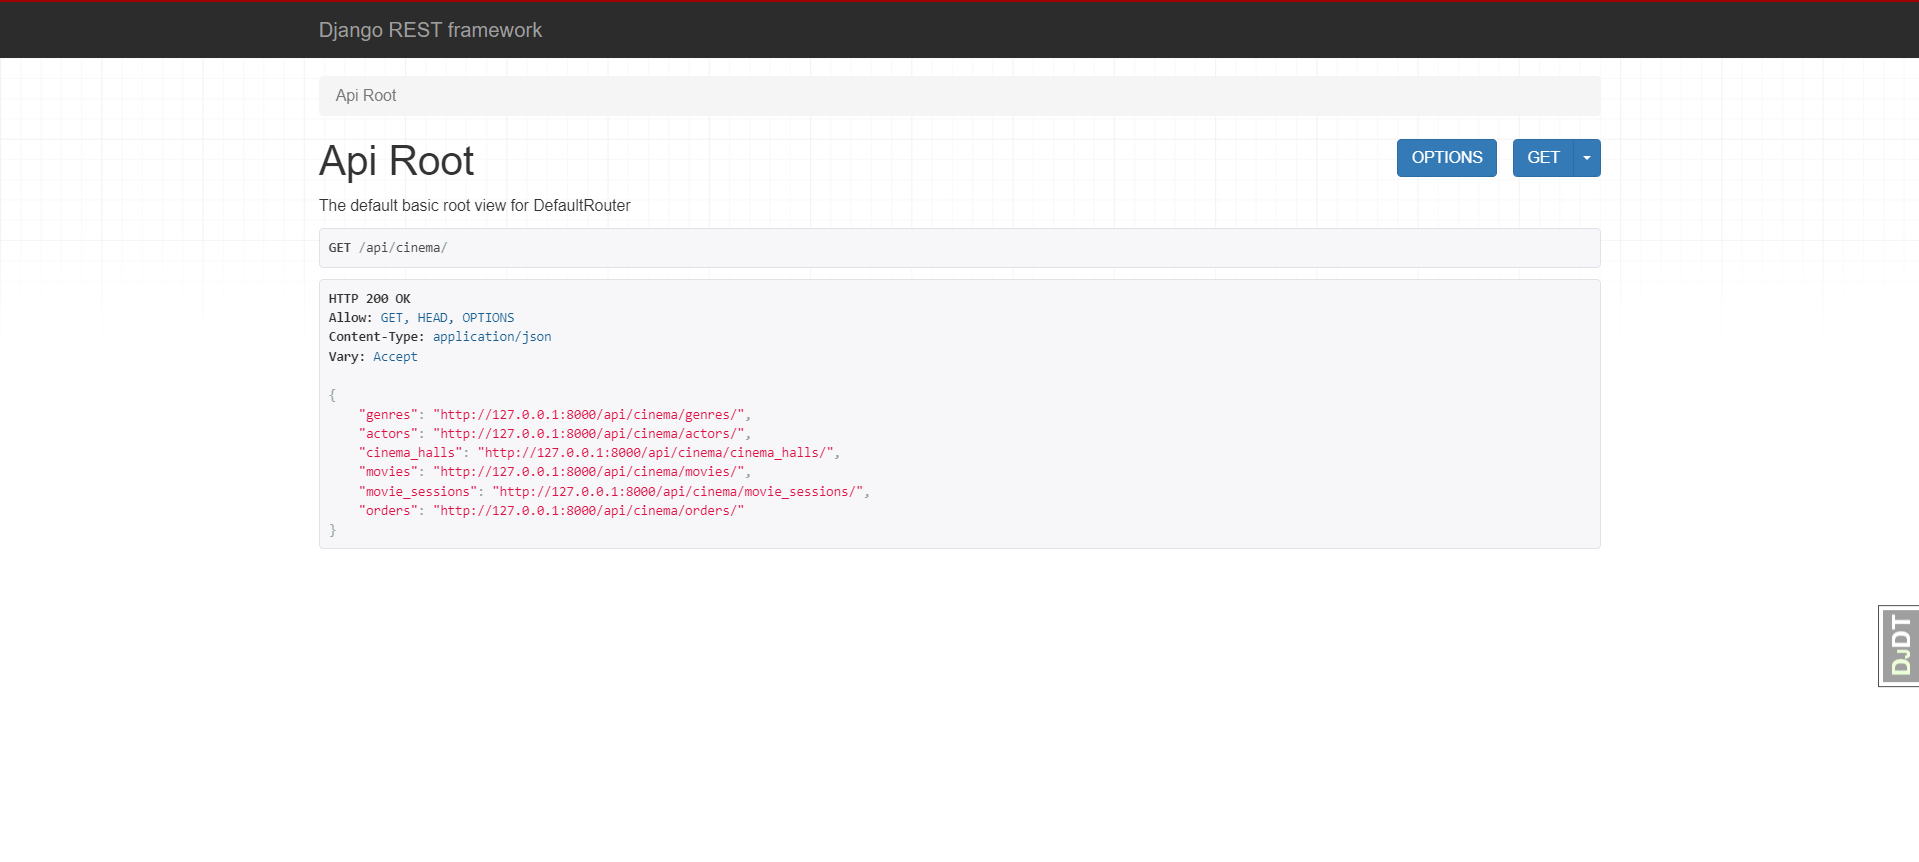 Django REST framework
Api Root
Api Root
OPTIONS
GET
The default basic root view for DefaultRouter
GET /api/cinema/
HTTP 200 OK
Allow: GET, HEAD, OPTIONS
Content-Type: application/json
Vary: Accept
{
    "genres": "http://127.0.0.1:8000/api/cinema/genres/",
    "actors": "http://127.0.0.1:8000/api/cinema/actors/",
    "cinema_halls": "http://127.0.0.1:8000/api/cinema/cinema_halls/",
    "movies": "http://127.0.0.1:8000/api/cinema/movies/",
    "movie_sessions": "http://127.0.0.1:8000/api/cinema/movie_sessions/",
    "orders": "http://127.0.0.1:8000/api/cinema/orders/"
}
DJDT